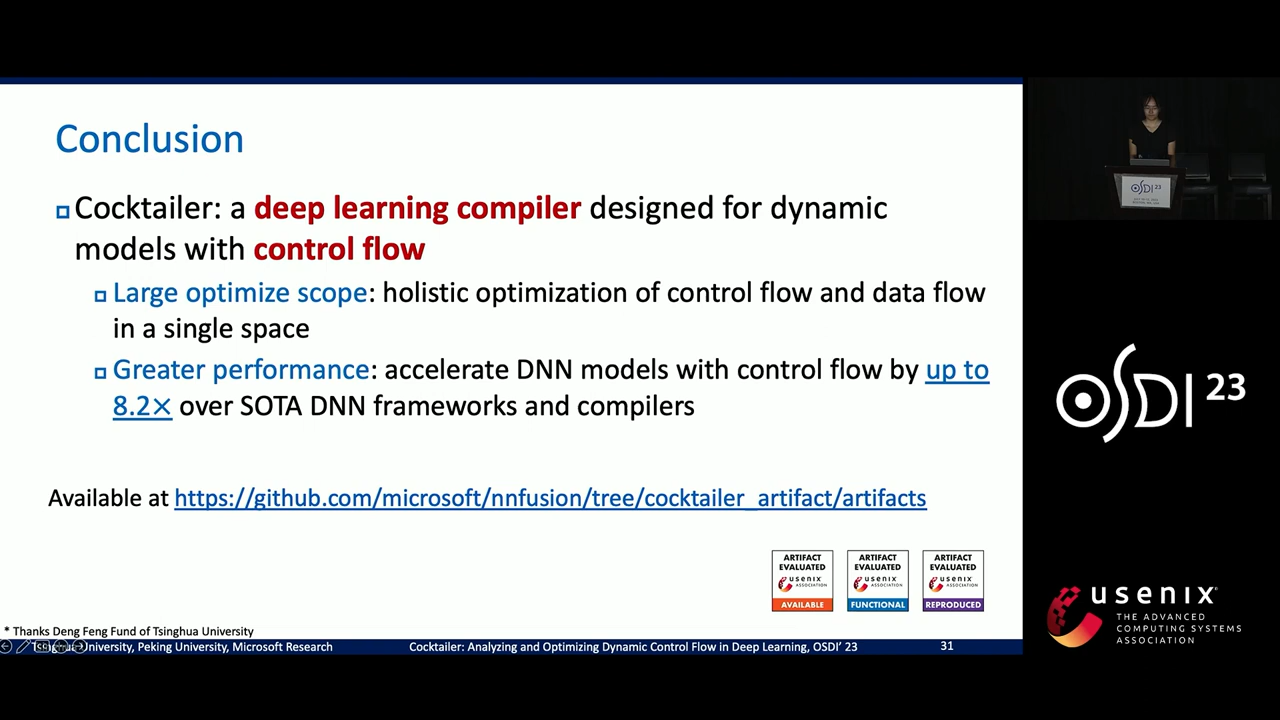 Conclusion
Cocktailer: a deep learning compiler designed for dynamic
models with control flow
Large optimize scope: holistic optimization of control flow and data flow
in a single space
Greater performance: accelerate DNN models with control flow by up to
8.2× over SOTA DNN frameworks and compilers
Available at https://github.com/microsoft/nnfusion/tree/cocktailer_artifact/artifacts
ARTIFACT EVALUATED usenix ASSOCIATION AVAILABLE
ARTIFACT EVALUATED usenix ASSOCIATION FUNCTIONAL
ARTIFACT EVALUATED usenix ASSOCIATION REPRODUCED
* Thanks Deng Feng Fund of Tsinghua University
University, Peking University, Microsoft Research
Cocktailer: Analyzing and Optimizing Dynamic Control Flow in Deep Learning, OSDI' 23
31
OSDI 23
OSDI 23
usenix
THE ADVANCED
COMPUTING SYSTEMS
ASSOCIATION